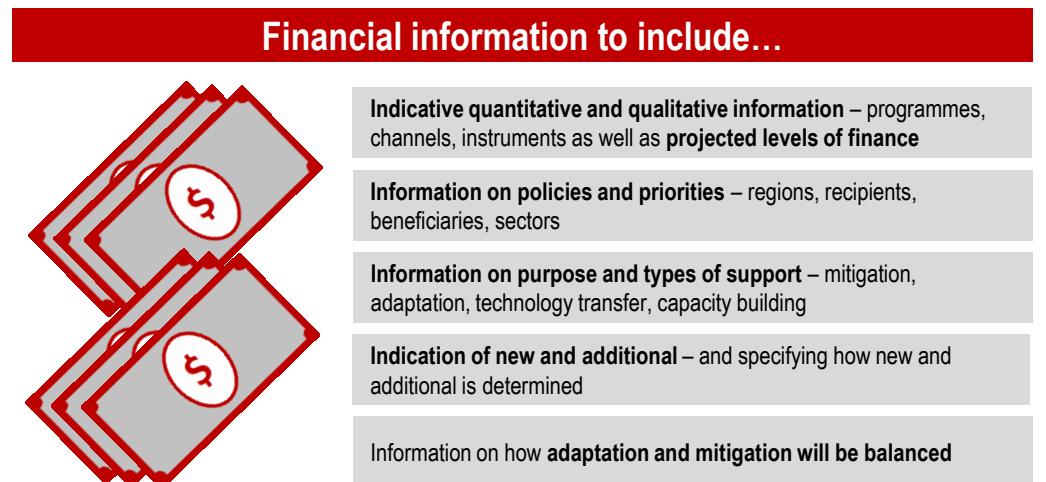 Financial information to include…
Indicative quantitative and qualitative information – programmes,
channels, instruments as well as projected levels of finance
Information on policies and priorities – regions, recipients,
beneficiaries, sectors
Information on purpose and types of support – mitigation,
adaptation, technology transfer, capacity building
Indication of new and additional – and specifying how new and
additional is determined
Information on how adaptation and mitigation will be balanced
$
$